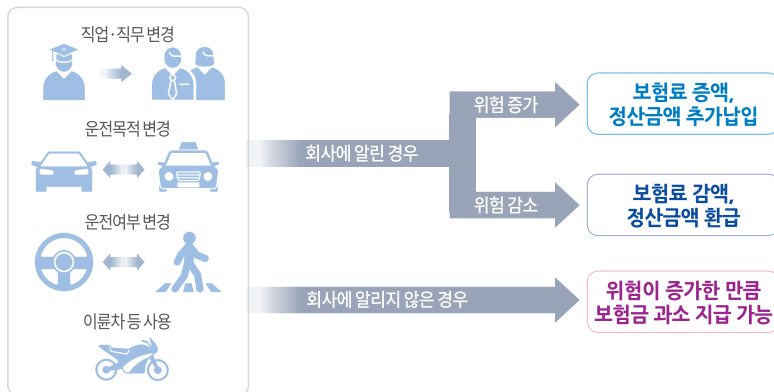 직업·직무 변경
운전목적 변경
운전여부 변경
이륜차 등 사용
회사에 알린 경우
위험 증가
보험료 증액,
정산금액 추가납입
위험 감소
보험료 감액,
정산금액 환급
회사에 알리지 않은 경우
위험이 증가한 만큼
보험금 과소 지급 가능